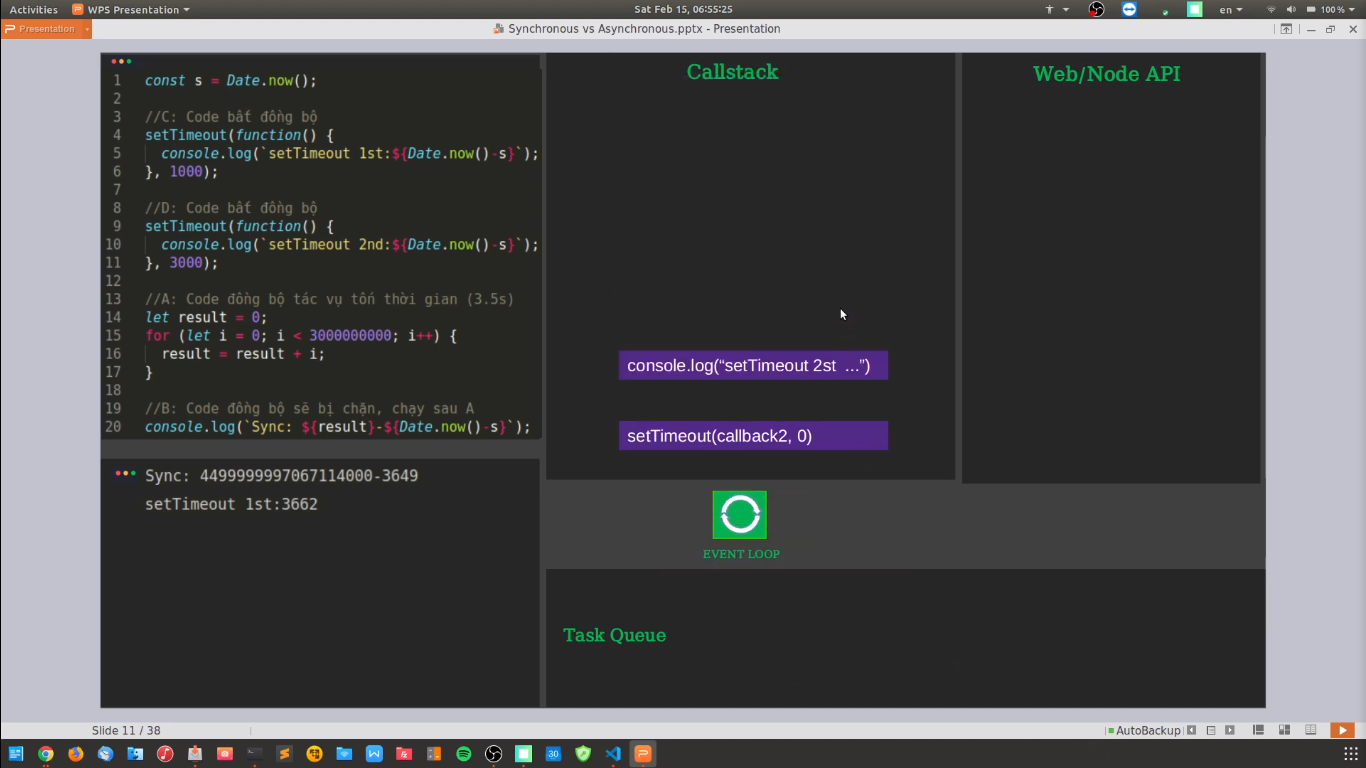 Activities
WPS Presentation
Sat Feb 15, 06:55:25
en
100%
Presentation
Synchronous vs Asynchronous.pptx - Presentation
1 const s = Date.now();
2
3 //C: Code bất đồng bộ
4 setTimeout(function() {
5 console.log(`setTimeout 1st:${Date.now()-s}`);
6 }, 1000);
7
8 //D: Code bất đồng bộ
9 setTimeout(function() {
10 console.log(`setTimeout 2nd:${Date.now()-s}`);
11 }, 3000);
12
13 //A: Code đồng bộ tác vụ tốn thời gian (3.5s)
14 let result = 0;
15 for (let i = 0; i < 3000000000; i++) {
16 result = result + i;
17 }
18
19 //B: Code đồng bộ sẽ bị chặn, chạy sau A
20 console.log(`Sync: ${result}-${Date.now()-s}`);
Sync: 4499999997067114000-3649
setTimeout 1st:3662
Callstack
console.log(“setTimeout 2st ...”)
setTimeout(callback2, 0)
Web/Node API
EVENT LOOP
Task Queue
Slide 11 / 38
AutoBackup
30